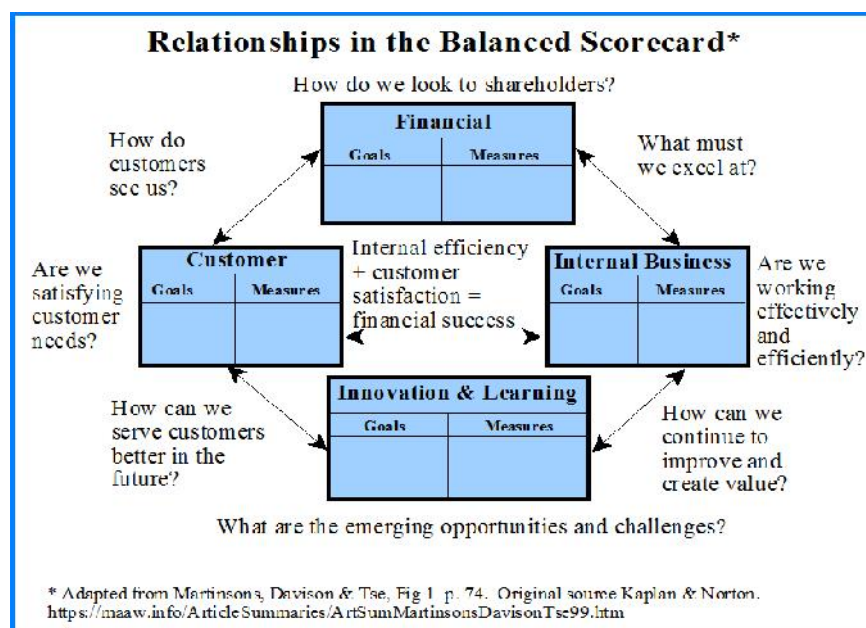 Relationships in the Balanced Scorecard*
How do we look to shareholders?
Financial
Goals Measures
How do
customers
see us?
What must
we excel at?
Customer
Goals Measures
Are we
satisfying
customer
needs?
Internal efficiency
+ customer
satisfaction =
financial success
Internal Business
Goals Measures
Are we
working
effectively
and
efficiently?
Innovation & Learning
Goals Measures
How can we
serve customers
better in the
future?
How can we
continue to
improve and
create value?
What are the emerging opportunities and challenges?
* Adapted from Martinsons, Davison & Tse, Fig 1 p. 74. Original source Kaplan & Norton.
https://maaw.info/ArticleSummaries/ArtSumMartinsonsDavisonTse99.htm